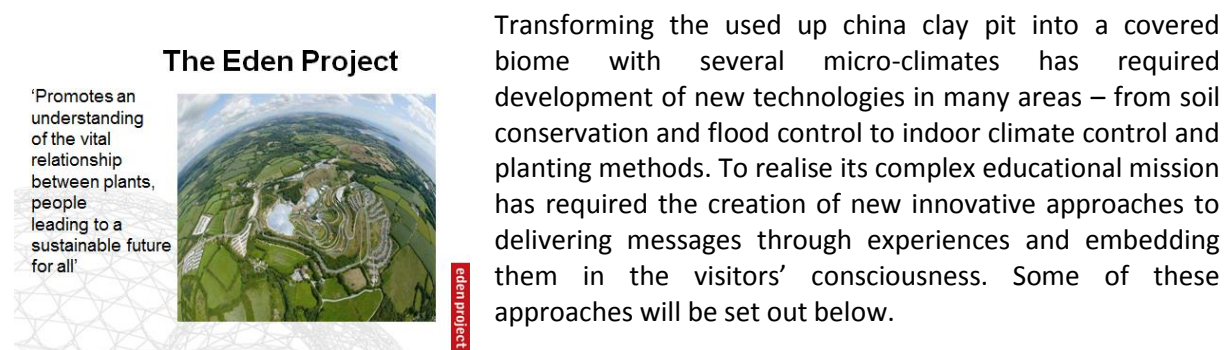 The Eden Project
‘Promotes an
understanding
of the vital
relationship
between plants,
people
leading to a
sustainable future
for all’
eden project
Transforming the used up china clay pit into a covered
biome with several micro-climates has required
development of new technologies in many areas – from soil
conservation and flood control to indoor climate control and
planting methods. To realise its complex educational mission
has required the creation of new innovative approaches to
delivering messages through experiences and embedding
them in the visitors’ consciousness. Some of these
approaches will be set out below.